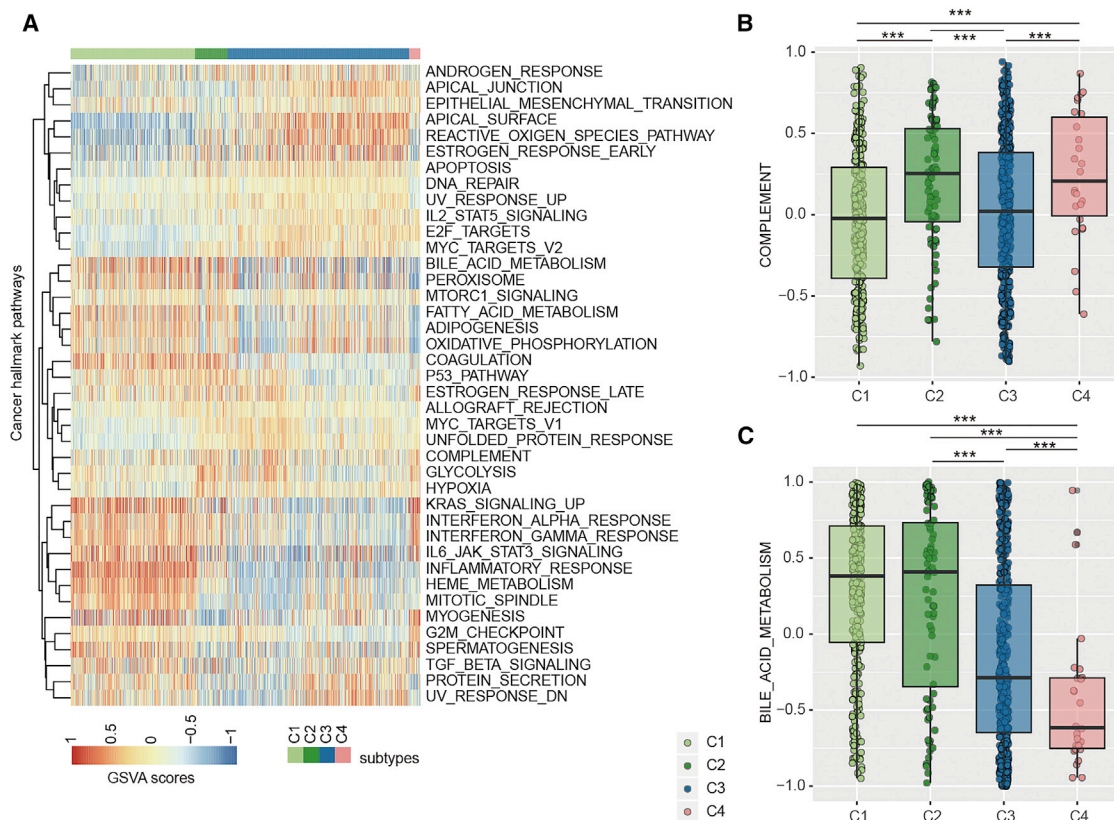 A
Cancer hallmark pathways
ANDROGEN_RESPONSE
APICAL_JUNCTION
EPITHELIAL_MESENCHYMAL_TRANSITION
APICAL_SURFACE
REACTIVE_OXIGEN_SPECIES_PATHWAY
ESTROGEN_RESPONSE_EARLY
APOPTOSIS
DNA_REPAIR
UV_RESPONSE_UP
IL2_STAT5_SIGNALING
E2F_TARGETS
MYC_TARGETS_V2
BILE_ACID_METABOLISM
PEROXISOME
MTORC1_SIGNALING
FATTY_ACID_METABOLISM
ADIPOGENESIS
OXIDATIVE_PHOSPHORYLATION
COAGULATION
P53_PATHWAY
ESTROGEN_RESPONSE_LATE
ALLOGRAFT_REJECTION
MYC_TARGETS_V1
UNFOLDED_PROTEIN_RESPONSE
COMPLEMENT
GLYCOLYSIS
HYPOXIA
KRAS_SIGNALING_UP
INTERFERON_ALPHA_RESPONSE
INTERFERON_GAMMA_RESPONSE
IL6_JAK_STAT3_SIGNALING
INFLAMMATORY_RESPONSE
HEME_METABOLISM
MITOTIC_SPINDLE
MYOGENESIS
G2M_CHECKPOINT
SPERMATOGENESIS
TGF_BETA_SIGNALING
PROTEIN_SECRETION
UV_RESPONSE_DN
1 0.5 0 −0.5 −1
GSVA scores
C1 C2 C3 C4
subtypes
B
***
*** *** ***
COMPLEMENT
1.0
0.5
0.0
−0.5
−1.0
C1 C2 C3 C4
C
***
***
*** ***
BILE_ACID_METABOLISM
1.0
0.5
0.0
−0.5
−1.0
C1 C2 C3 C4
C1
C2
C3
C4